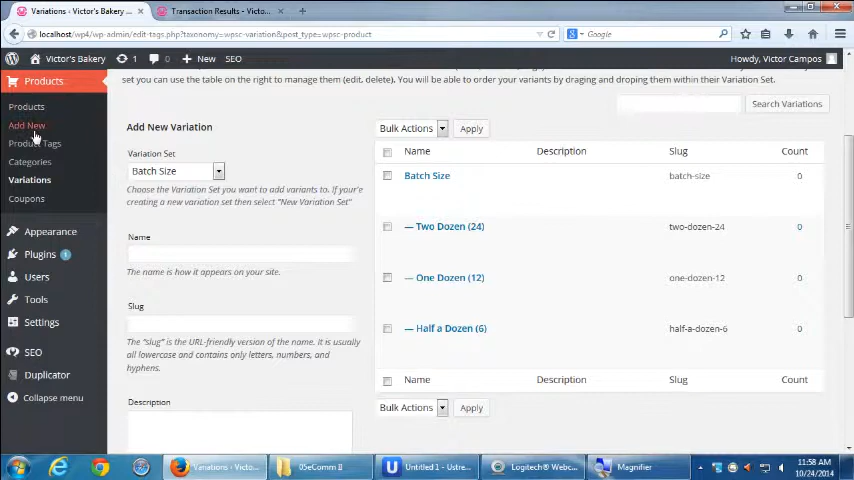 Variations ‹ Victor's Bakery ...
Transaction Results - Victo...
localhost/wp4/wp-admin/edit-tags.php?taxonomy=wpsc-variation&post_type=wpsc-product
Google
Victor's Bakery
1
0
New
SEO
Howdy, Victor Campos
Products
Products
Add New
Product Tags
Categories
Variations
Coupons
Appearance
Plugins 1
Users
Tools
Settings
SEO
Duplicator
Collapse menu
set you can use the table on the right to manage them (edit, delete). You will be able to order your variants by draging and droping them within their Variation Set.
Search Variations
Add New Variation
Variation Set
Batch Size
Choose the Variation Set you want to add variants to. If your'e
creating a new variation set then select "New Variation Set"
Name
The name is how it appears on your site.
Slug
The “slug” is the URL-friendly version of the name. It is usually
all lowercase and contains only letters, numbers, and
hyphens.
Description
Bulk Actions
Apply
Name Description Slug Count
Batch Size batch-size 0
— Two Dozen (24) two-dozen-24 0
— One Dozen (12) one-dozen-12 0
— Half a Dozen (6) half-a-dozen-6 0
Name Description Slug Count
Bulk Actions
Apply
Variations ‹ Victo...
05eComm II
Untitled 1 - Ustre...
Logitech® Webc...
Magnifier
11:58 AM
10/24/2014